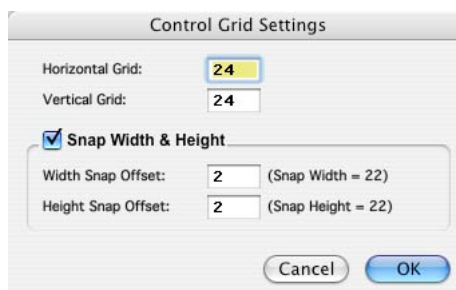 Control Grid Settings
Horizontal Grid: 24
Vertical Grid: 24
Snap Width & Height
Width Snap Offset: 2 (Snap Width = 22)
Height Snap Offset: 2 (Snap Height = 22)
Cancel OK